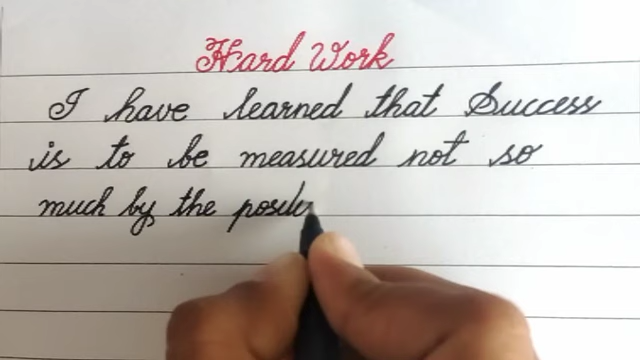 Hard Work
I have learned that Success
is to be measured not so
much by the